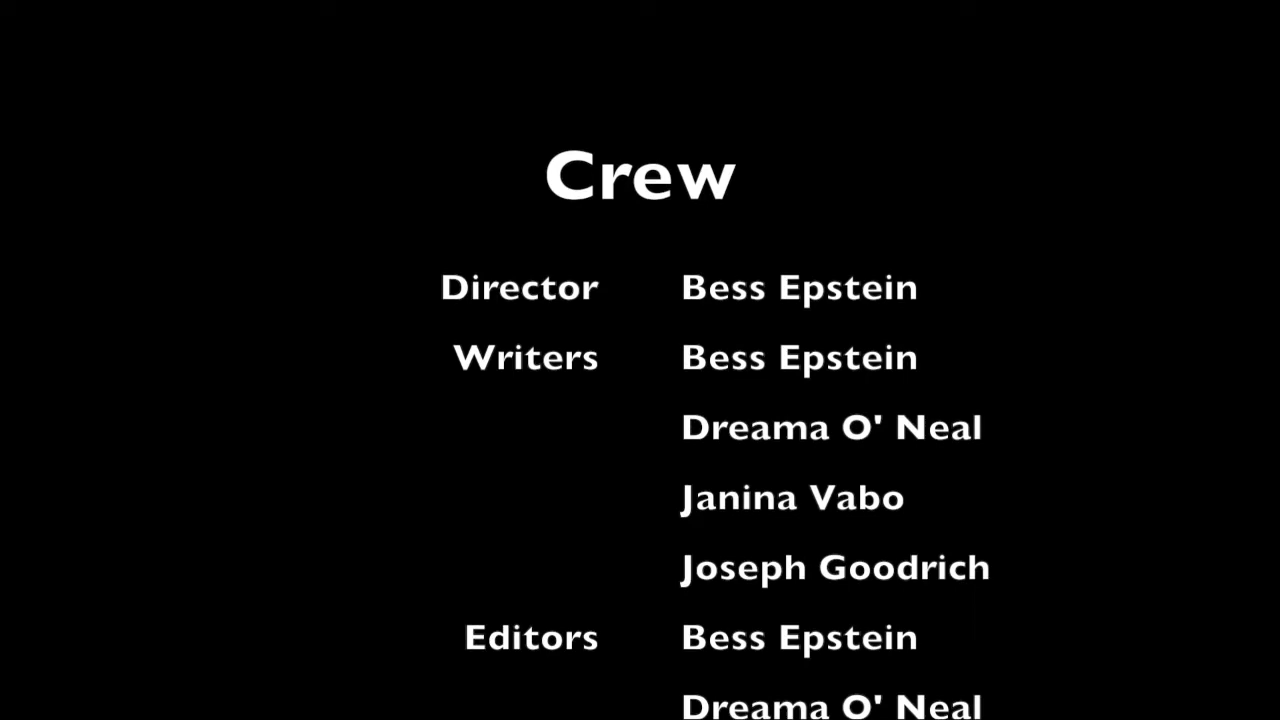 Crew
Director Bess Epstein
Writers Bess Epstein
Dreama O' Neal
Janina Vabo
Joseph Goodrich
Editors Bess Epstein
Dreama O' Neal